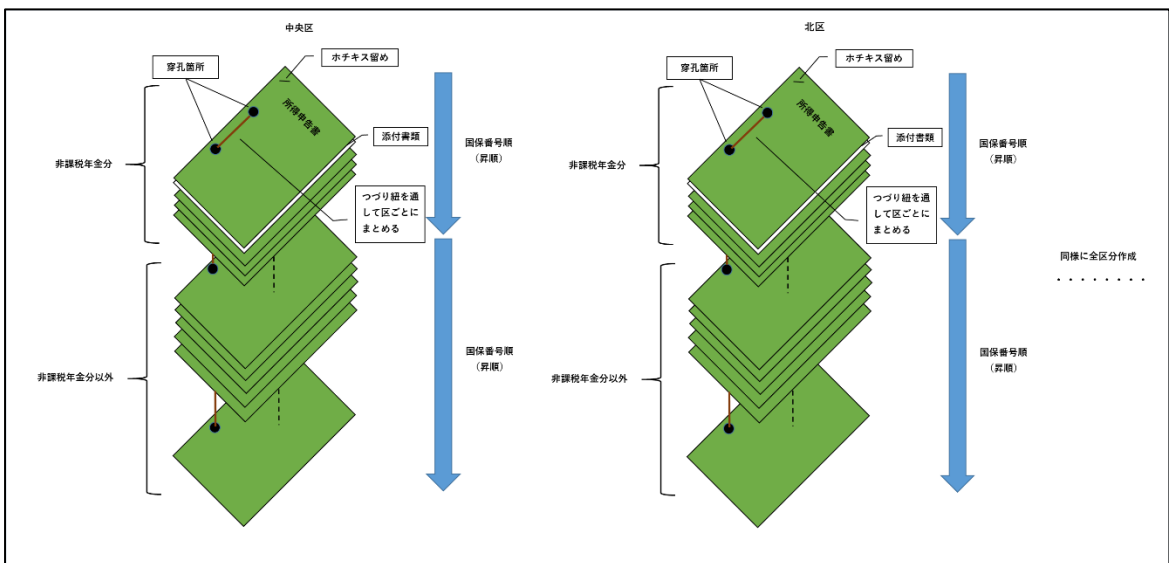 中央区
ホチキス留め
穿孔箇所
所得申告書
添付書類
非課税年金分
国保番号順
（昇順）
つづり紐を通
して区ごとに
まとめる
国保番号順
（昇順）
非課税年金分以外
北区
ホチキス留め
穿孔箇所
所得申告書
添付書類
非課税年金分
国保番号順
（昇順）
つづり紐を通
して区ごとに
まとめる
国保番号順
（昇順）
非課税年金分以外
同様に全区分作成
・・・・・・・・